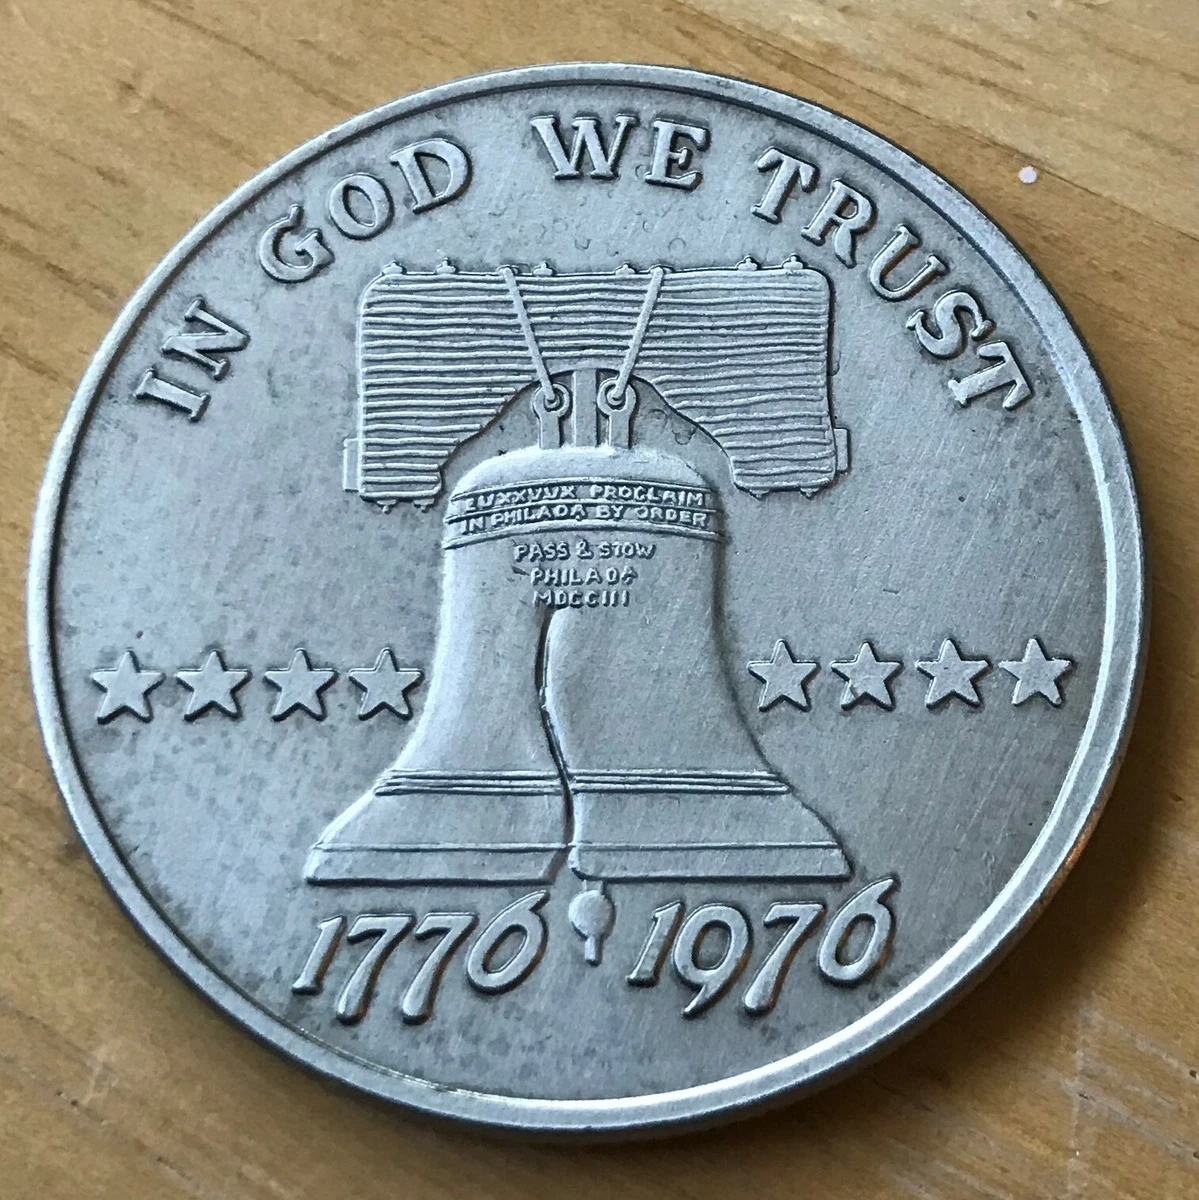 IN GOD WE TRUST
PROCLAIM
IN PHILADA BY ORDER
PASS & STOW
PHILADA
MDCCIII
1776 1976